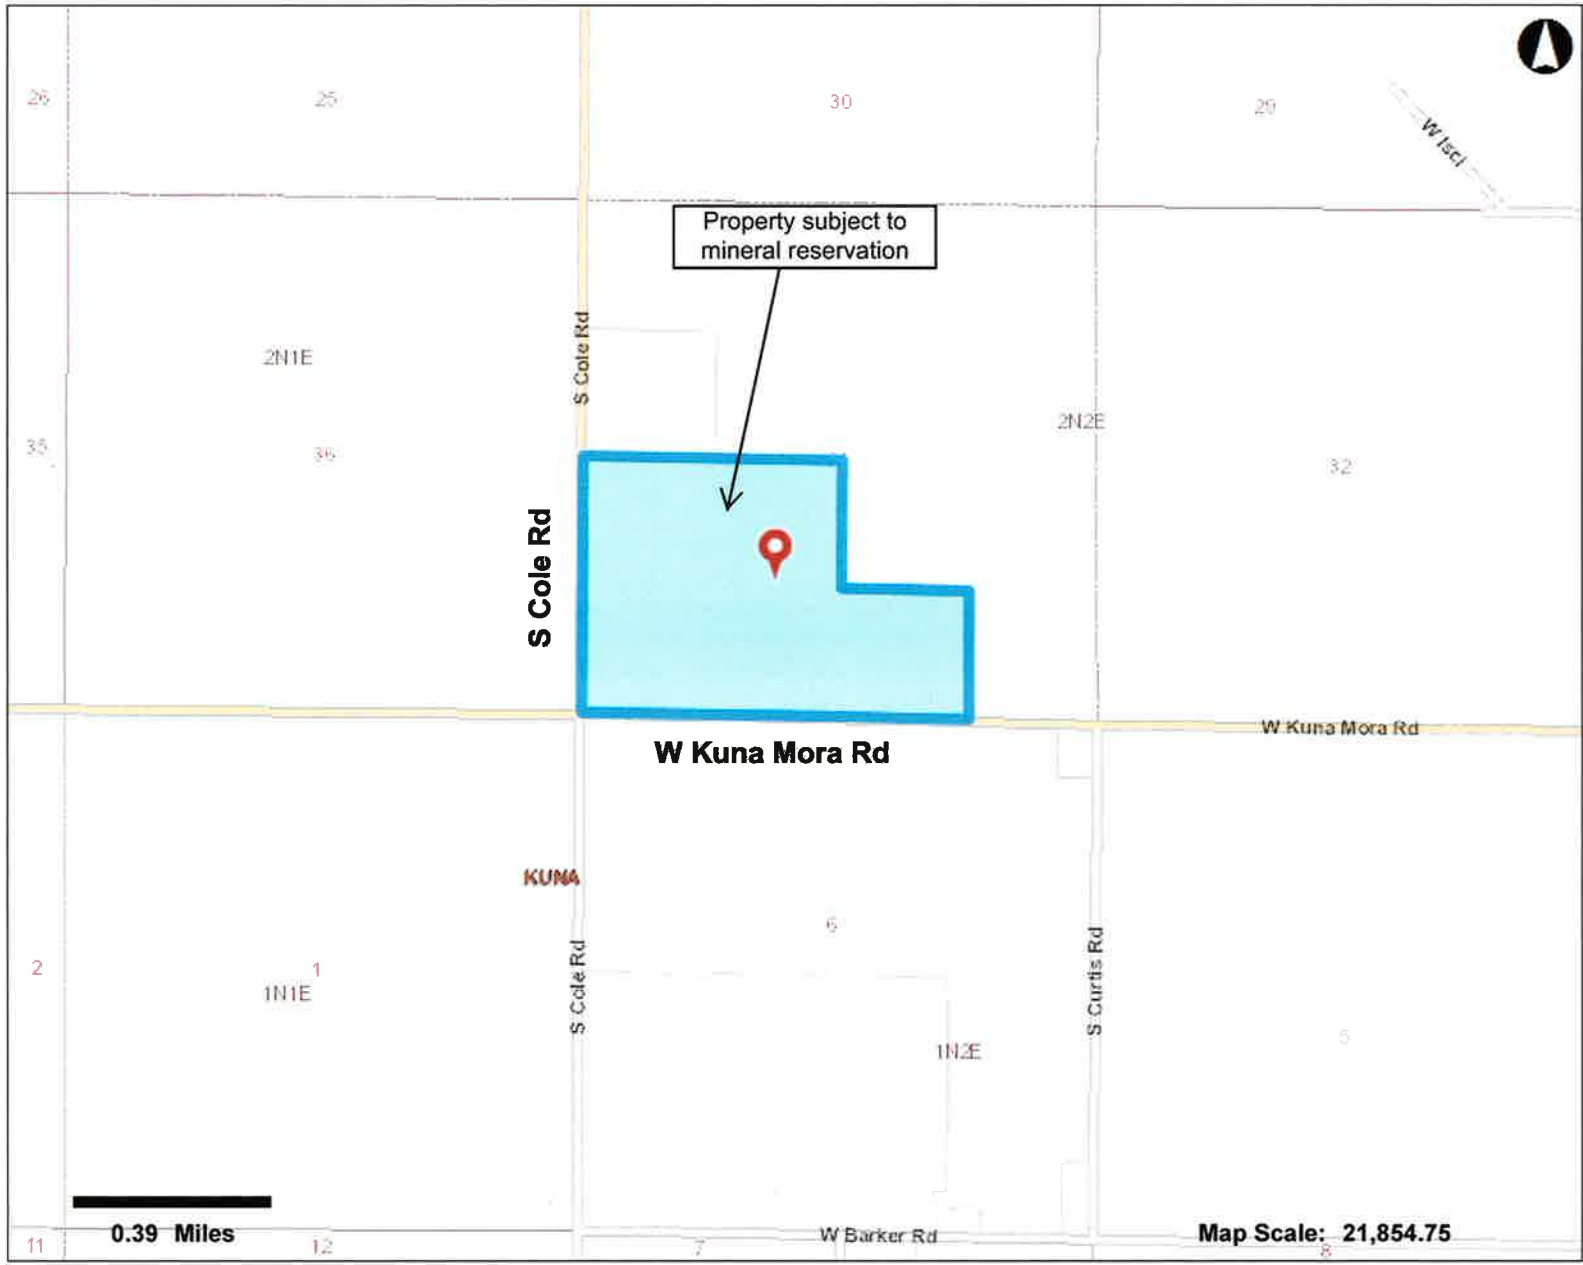 26
25
30
29
W Iscl
Property subject to
mineral reservation
S Cole Rd
2N1E
2N2E
35
36
32
S Cole Rd
W Kuna Mora Rd
W Kuna Mora Rd
KUNA
6
2
1
1N1E
S Cole Rd
S Curtis Rd
5
1N2E
0.39 Miles
W Barker Rd
Map Scale: 21,854.75
11
12
7
8